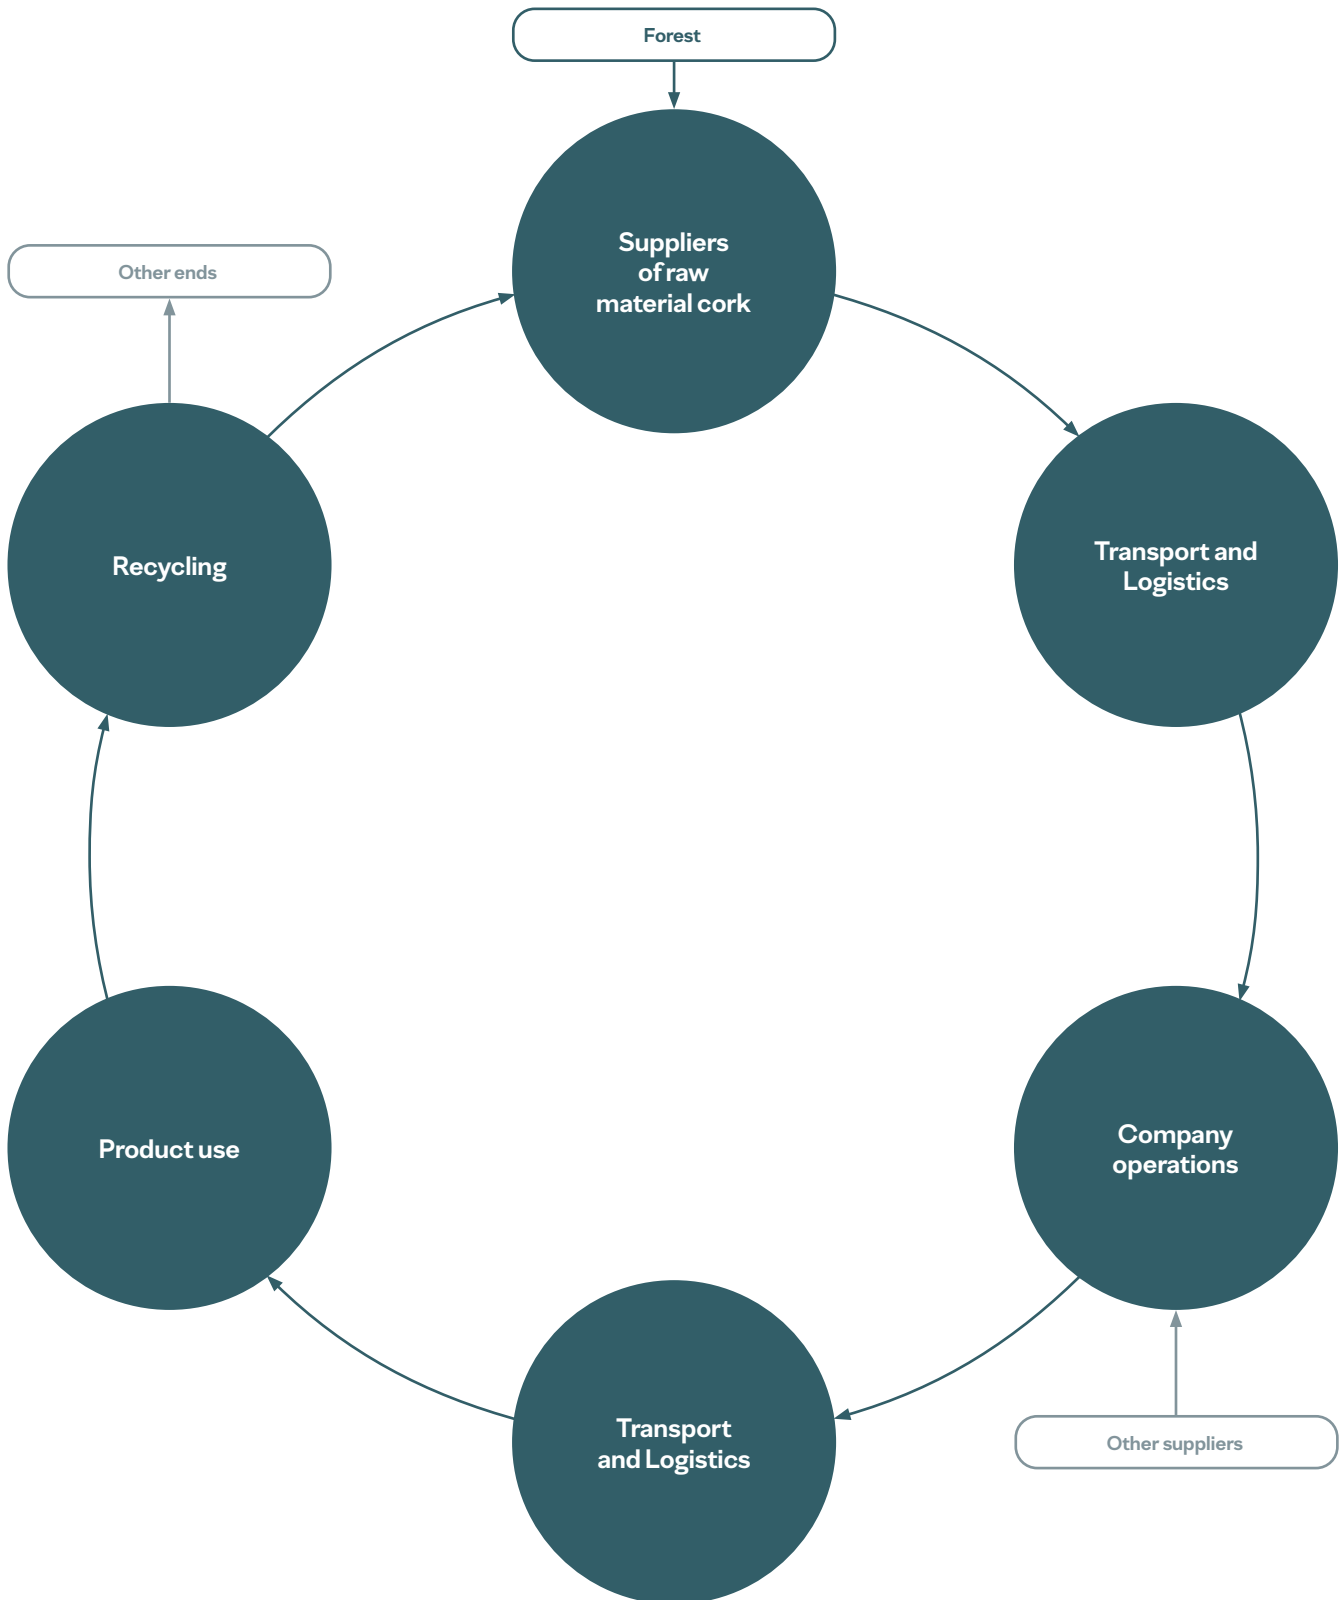 Forest
Suppliers
of raw
material cork
Other ends
Recycling
Transport and
Logistics
Product use
Company
operations
Transport
and Logistics
Other suppliers